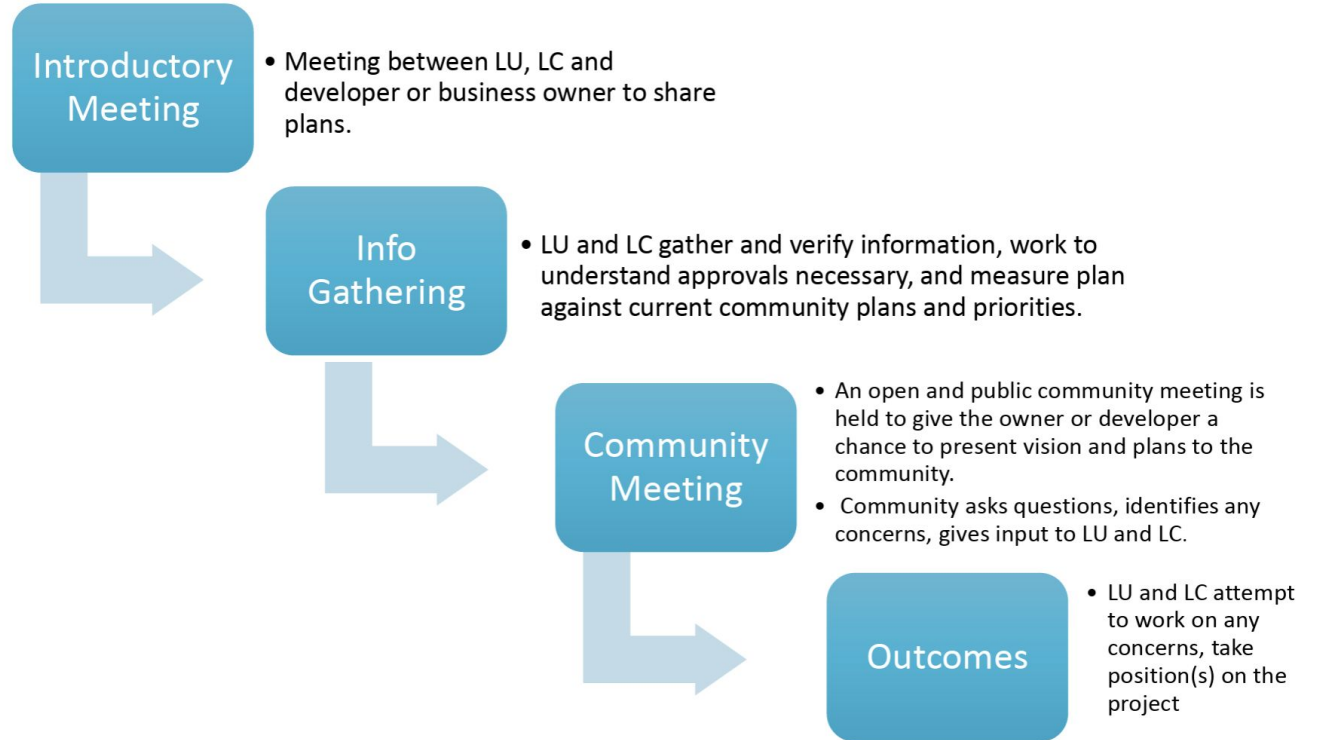 Introductory
Meeting
• Meeting between LU, LC and
developer or business owner to share
plans.
Info
Gathering
• LU and LC gather and verify information, work to
understand approvals necessary, and measure plan
against current community plans and priorities.
Community
Meeting
• An open and public community meeting is
held to give the owner or developer a
chance to present vision and plans to the
community.
• Community asks questions, identifies any
concerns, gives input to LU and LC.
Outcomes
• LU and LC attempt
to work on any
concerns, take
position(s) on the
project